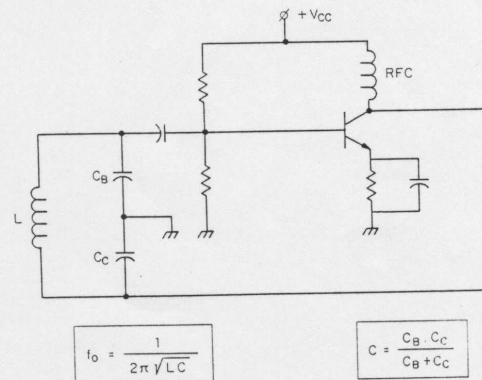 + VCC
RFC
CB
L
CC
fo = 1 / 2π √LC
C = CB . CC / CB + CC